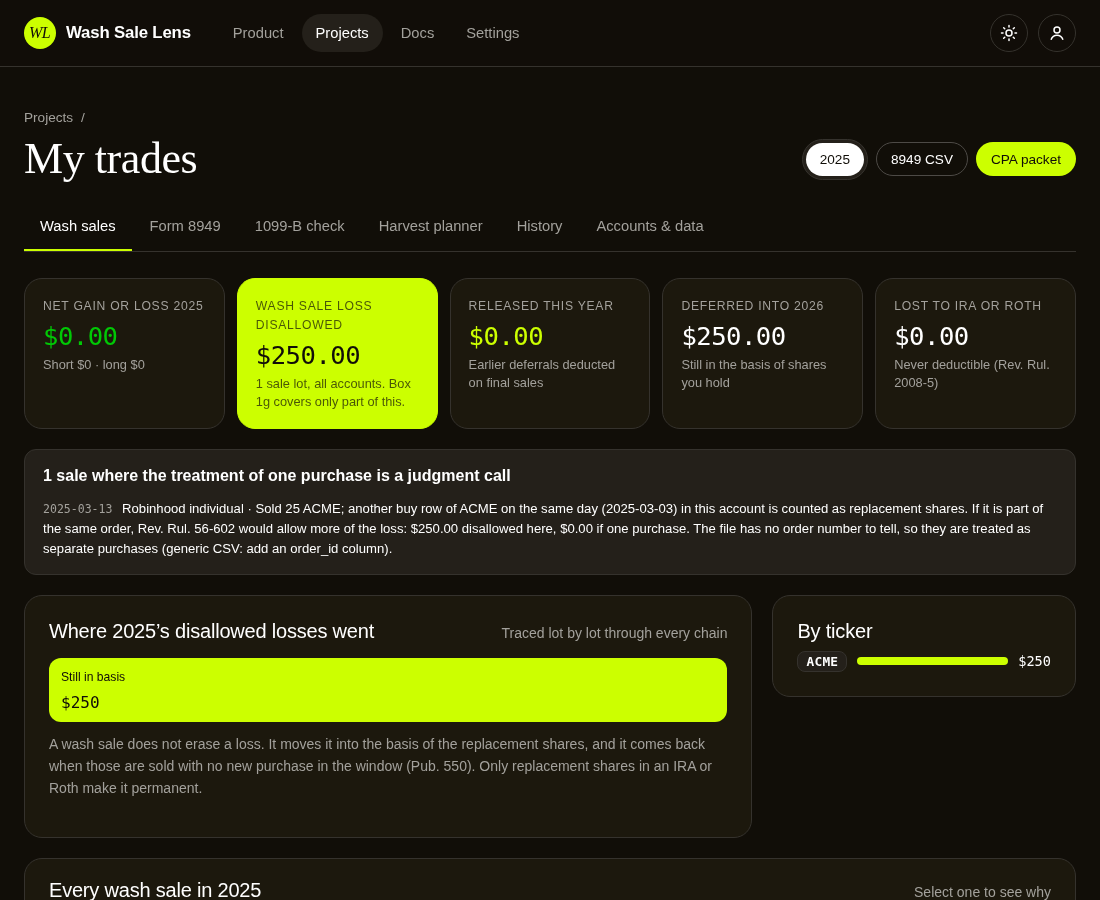 WL Wash Sale Lens Product Projects Docs Settings
Projects /
My trades
2025 8949 CSV CPA packet
Wash sales Form 8949 1099-B check Harvest planner History Accounts & data
NET GAIN OR LOSS 2025
$0.00
Short $0 · long $0
WASH SALE LOSS
DISALLOWED
$250.00
1 sale lot, all accounts. Box
1g covers only part of this.
RELEASED THIS YEAR
$0.00
Earlier deferrals deducted
on final sales
DEFERRED INTO 2026
$250.00
Still in the basis of shares
you hold
LOST TO IRA OR ROTH
$0.00
Never deductible (Rev. Rul.
2008-5)
1 sale where the treatment of one purchase is a judgment call
2025-03-13 Robinhood individual · Sold 25 ACME; another buy row of ACME on the same day (2025-03-03) in this account is counted as replacement shares. If it is part of
the same order, Rev. Rul. 56-602 would allow more of the loss: $250.00 disallowed here, $0.00 if one purchase. The file has no order number to tell, so they are treated as
separate purchases (generic CSV: add an order_id column).
Where 2025’s disallowed losses went Traced lot by lot through every chain
Still in basis
$250
A wash sale does not erase a loss. It moves it into the basis of the replacement shares, and it comes back
when those are sold with no new purchase in the window (Pub. 550). Only replacement shares in an IRA or
Roth make it permanent.
By ticker
ACME $250
Every wash sale in 2025 Select one to see why